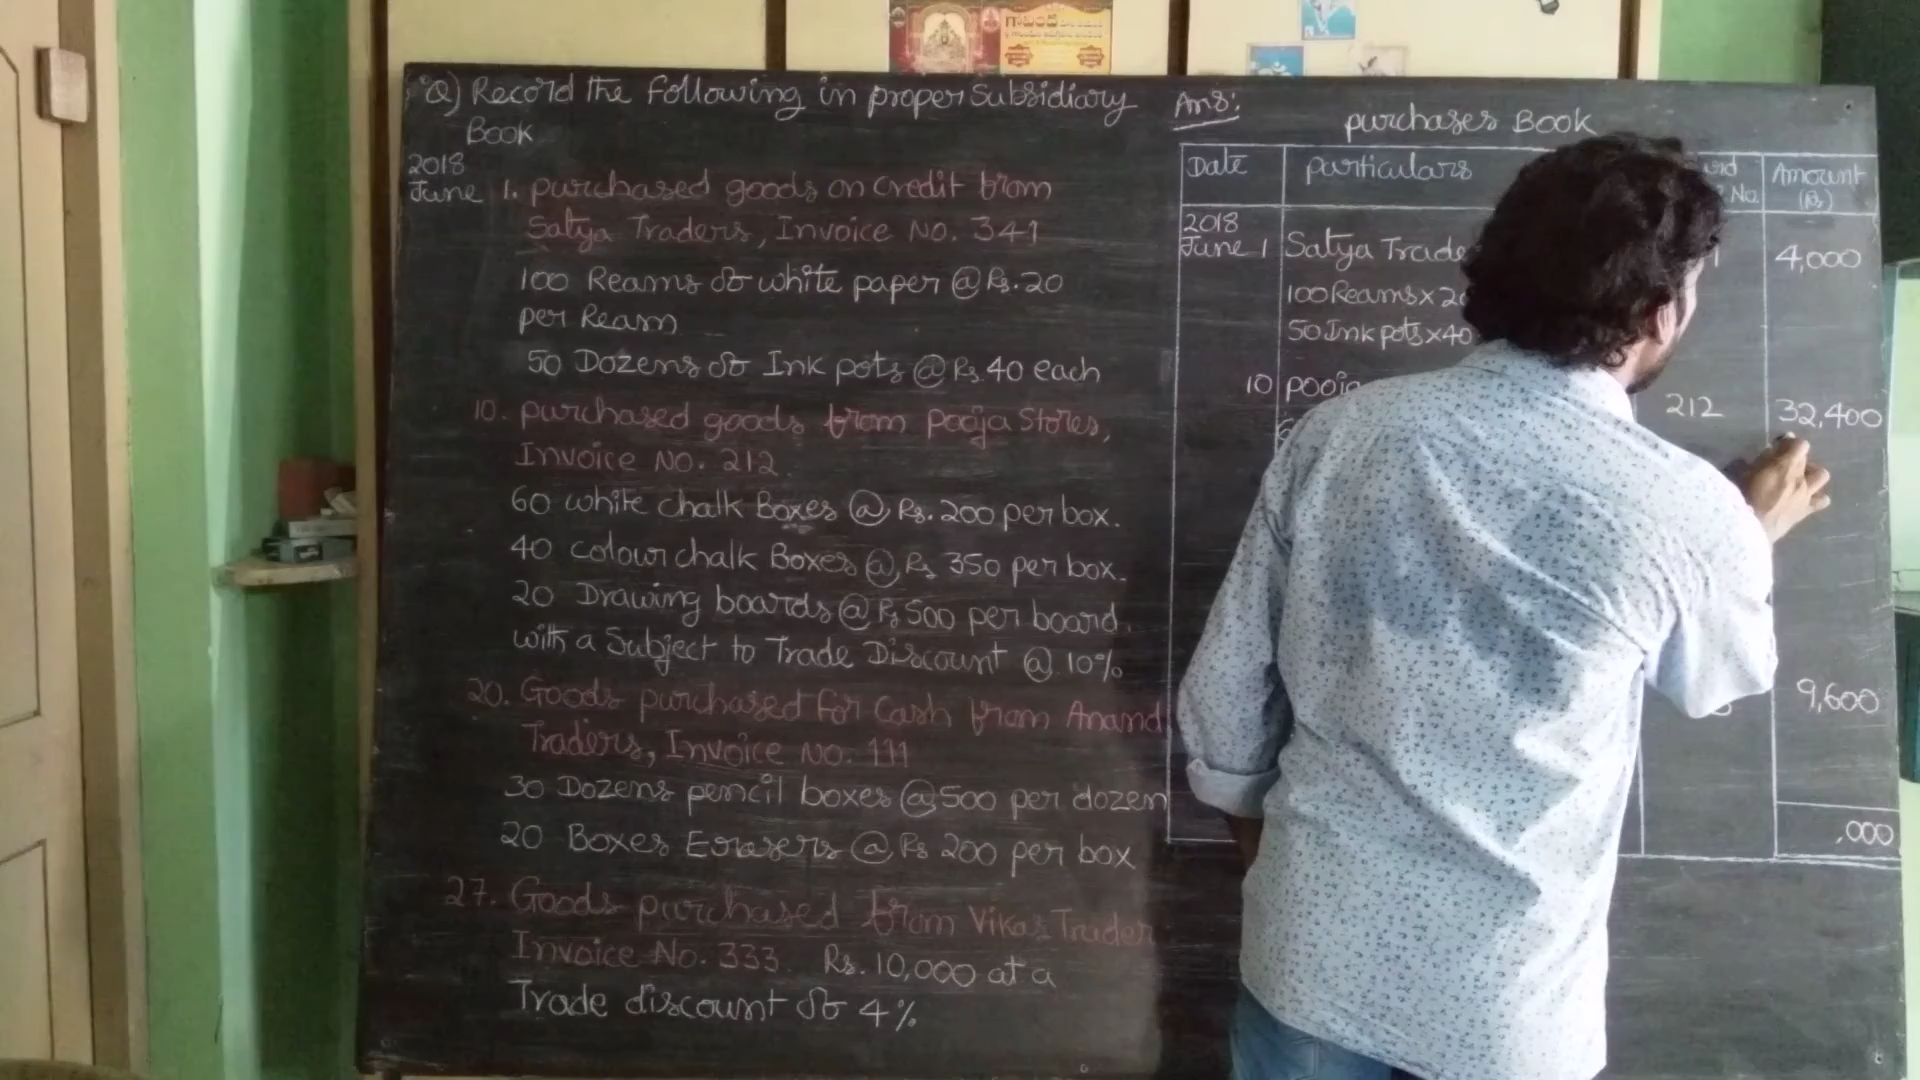 Q) Record the following in proper Subsidiary
Book
2018
June 1. purchased goods on credit from
Satya Traders, Invoice No. 341
100 Reams of white paper @ Rs. 20
per Ream
50 Dozens of Ink pots @ Rs. 40 each
10. purchased goods from Pooja Stores,
Invoice No. 212
60 white chalk Boxes @ Rs. 200 per box.
40 colour chalk Boxes @ Rs 350 per box.
20 Drawing boards @ Rs 500 per board.
with a Subject to Trade Discount @ 10%
20. Goods purchased for Cash from Anand
Traders, Invoice No. 111
30 Dozens pencil boxes @ 500 per dozen
20 Boxes Erasers @ Rs 200 per box
27. Goods purchased from Vikas Trader
Invoice No. 333 Rs. 10,000 at a
Trade discount of 4%
Ans:
purchases Book
Date particulars No. Amount
(Rs)
2018
June 1 Satya Trade 4,000
100 Reams x 20
50 Ink pots x 40
10 pooja 212 32,400
9,600
,000